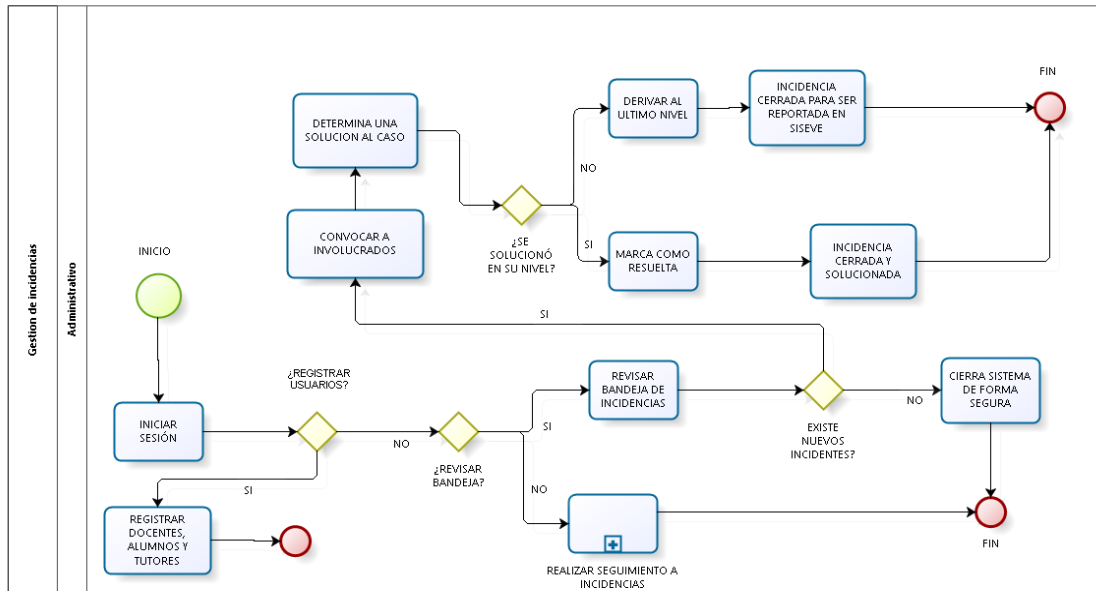 Gestion de incidencias
Administrativo
INICIO
INICIAR
SESIÓN
¿REGISTRAR
USUARIOS?
SI
REGISTRAR
DOCENTES,
ALUMNOS Y
TUTORES
NO
¿REVISAR
BANDEJA?
SI
REVISAR
BANDEJA DE
INCIDENCIAS
NO
REALIZAR SEGUIMIENTO A
INCIDENCIAS
EXISTE
NUEVOS
INCIDENTES?
NO
CIERRA SISTEMA
DE FORMA
SEGURA
FIN
SI
CONVOCAR A
INVOLUCRADOS
DETERMINA UNA
SOLUCION AL CASO
¿SE
SOLUCIONÓ
EN SU NIVEL?
NO
DERIVAR AL
ULTIMO NIVEL
INCIDENCIA
CERRADA PARA SER
REPORTADA EN
SISEVE
SI
MARCA COMO
RESUELTA
INCIDENCIA
CERRADA Y
SOLUCIONADA
FIN